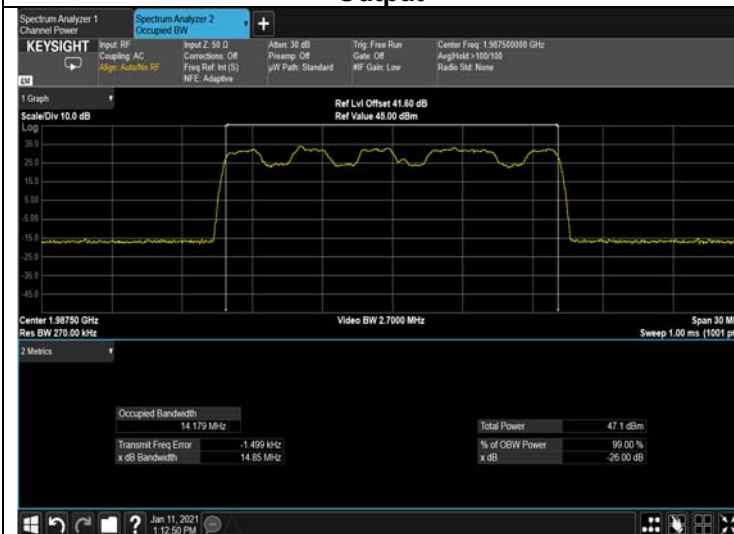 Output
Spectrum Analyzer 1
Channel Power
Spectrum Analyzer 2
Occupied BW
+
KEYSIGHT
Input: RF
Coupling: AC
Align: Auto/No RF
Input Z: 50 Ω
Corrections: Off
Freq Ref: Int (S)
NFE: Adaptive
Atten: 30 dB
Preamp: Off
µW Path: Standard
Trig: Free Run
Gate: Off
#IF Gain: Low
Center Freq: 1.987500000 GHz
Avg|Hold:>100/100
Radio Std: None
1 Graph
Scale/Div 10.0 dB
Ref Lvl Offset 41.60 dB
Ref Value 45.00 dBm
Log
35.0
25.0
15.0
5.00
-5.00
-15.0
-25.0
-35.0
-45.0
Center 1.98750 GHz
Res BW 270.00 kHz
Video BW 2.7000 MHz
Span 30 M
Sweep 1.00 ms (1001 p
2 Metrics
Occupied Bandwidth
14.179 MHz
Transmit Freq Error -1.499 kHz
x dB Bandwidth 14.85 MHz
Total Power 47.1 dBm
% of OBW Power 99.00 %
x dB -26.00 dB
?
Jan 11, 2021
1:12:50 PM